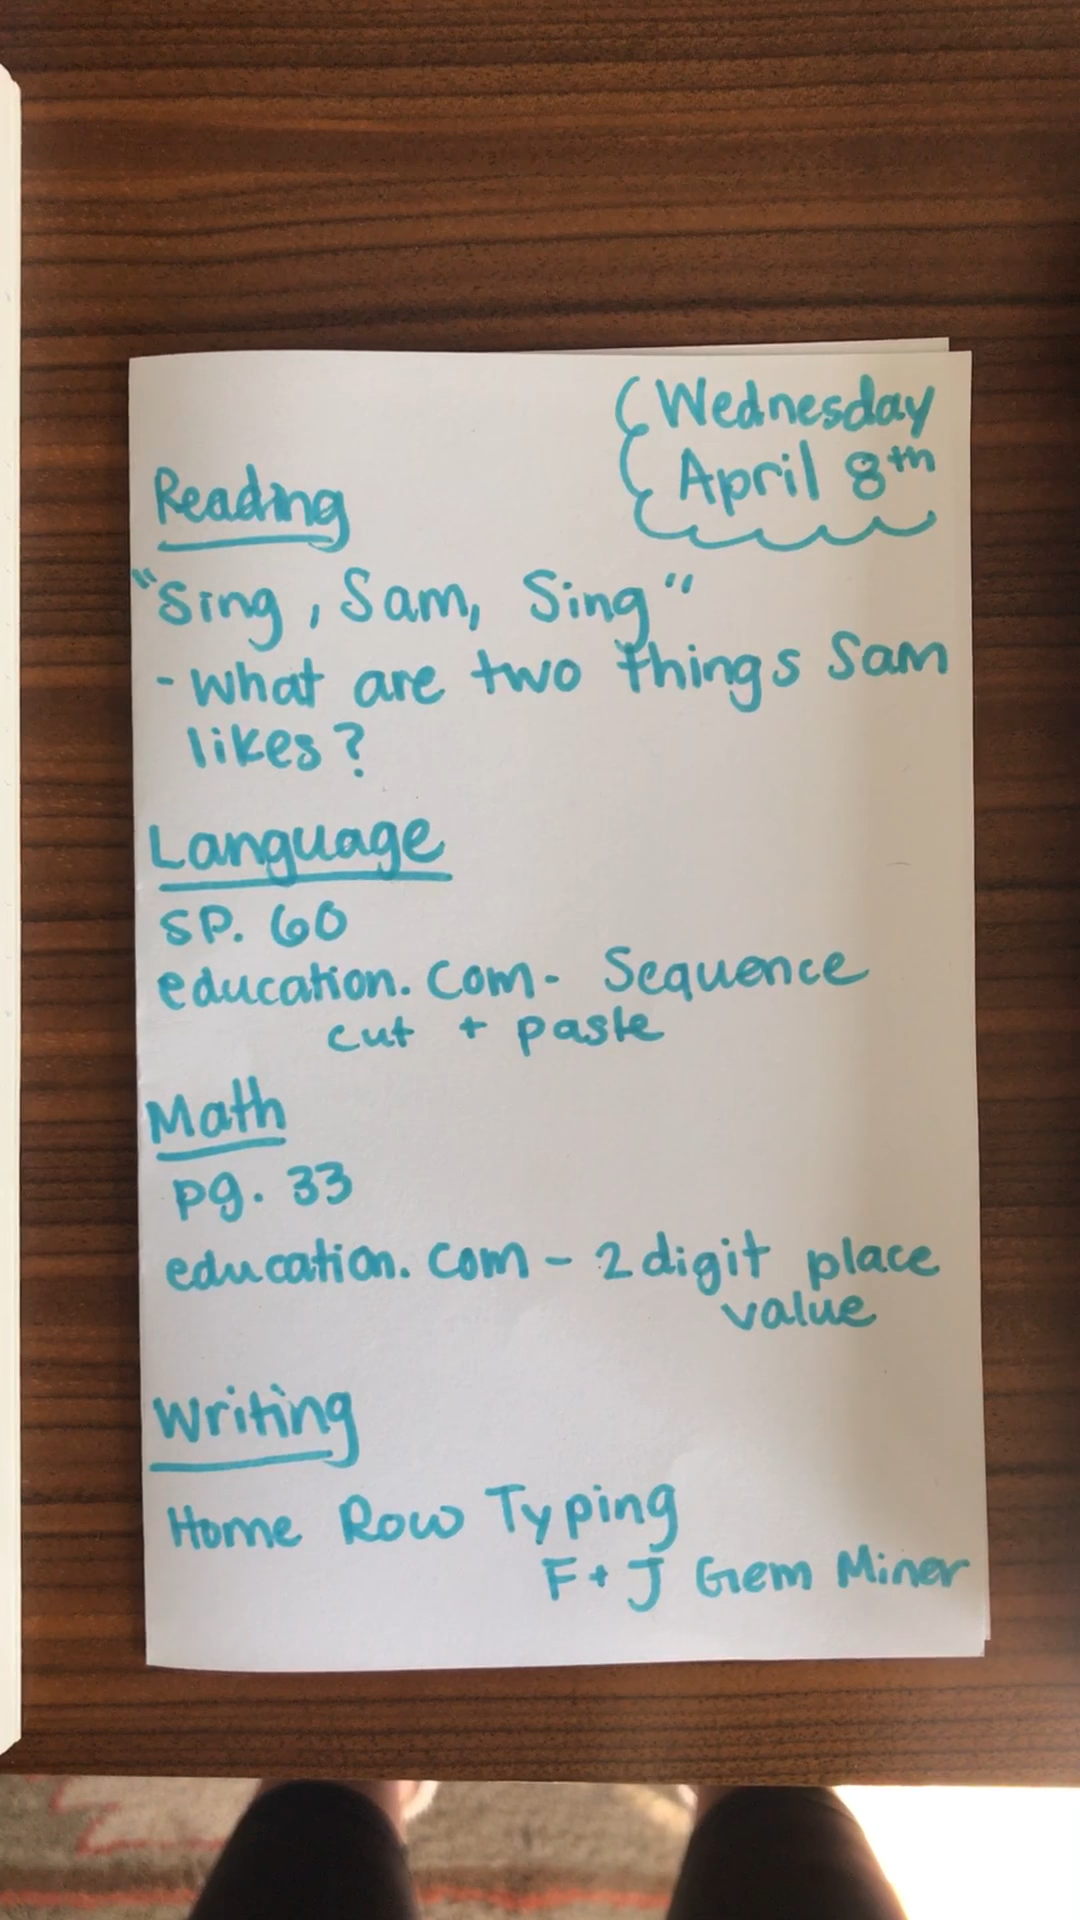 Wednesday
April 8th
Reading
"Sing, Sam, Sing"
- What are two things Sam
likes?
Language
SP. 60
education.com- Sequence
cut + paste
Math
pg. 33
education.com - 2 digit place
value
Writing
Home Row Typing
F + J Gem Miner